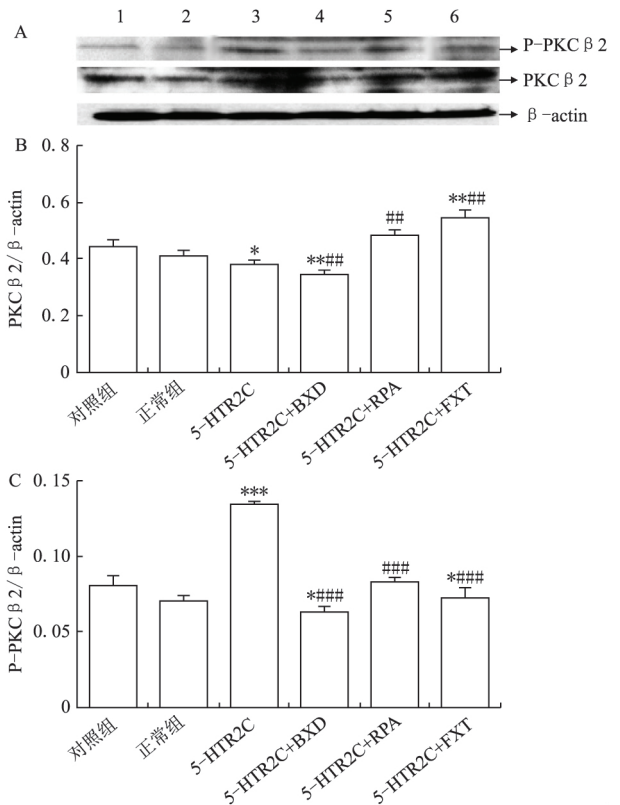 A 1 2 3 4 5 6
P-PKCβ2
PKCβ2
β-actin
B
PKCβ2/β-actin
0.8
0.6
0.4
0.2
0
*
**##
##
**##
对照组
正常组
5-HTR2C
5-HTR2C+BXD
5-HTR2C+RPA
5-HTR2C+FXT
C
P-PKCβ2/β-actin
0.15
0.10
0.05
0
***
*###
###
*###
对照组
正常组
5-HTR2C
5-HTR2C+BXD
5-HTR2C+RPA
5-HTR2C+FXT